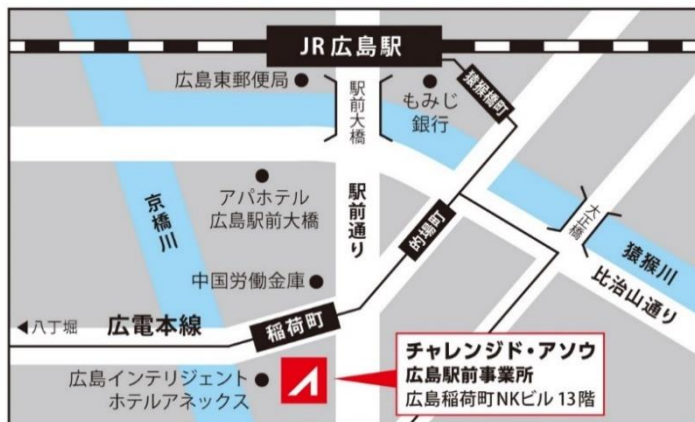 JR広島駅
広島東郵便局
駅前大橋
もみじ
銀行
猿猴橋町
アパホテル
広島駅前大橋
京橋川
駅前通り
的場町
大正橋
猿猴川
比治山通り
中国労働金庫
八丁堀
広電本線
稲荷町
広島インテリジェント
ホテルアネックス
チャレンジド・アソウ
広島駅前事業所
広島稲荷町NKビル 13階